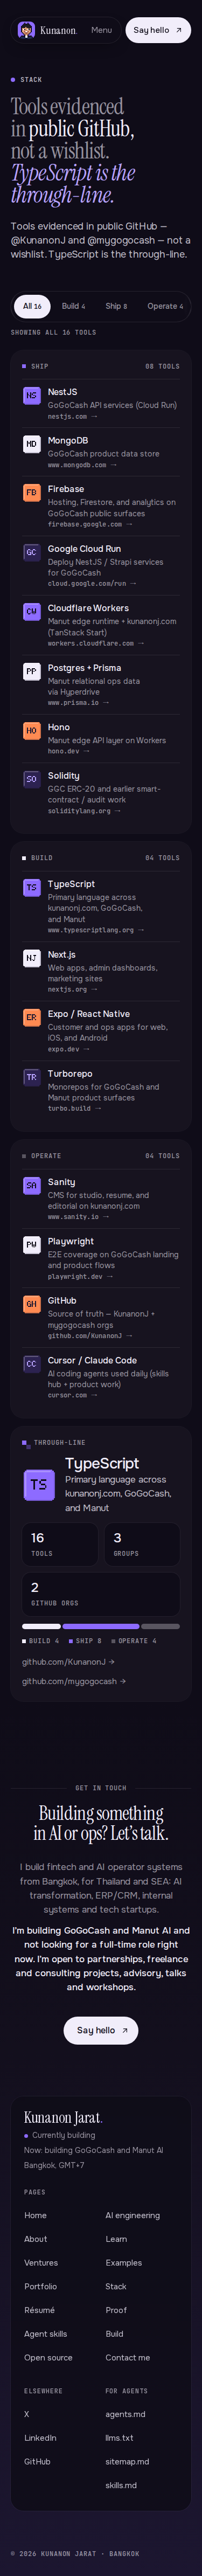 Kunanon.
Menu
Say hello ↗
STACK
Tools evidenced
in public GitHub,
not a wishlist.
TypeScript is the
through-line.
Tools evidenced in public GitHub —
@KunanonJ and @mygogocash — not a
wishlist. TypeScript is the through-line.
All 16
Build 4
Ship 8
Operate 4
SHOWING ALL 16 TOOLS
SHIP
08 TOOLS
NS
NestJS
GoGoCash API services (Cloud Run)
nestjs.com →
MD
MongoDB
GoGoCash product data store
www.mongodb.com →
FB
Firebase
Hosting, Firestore, and analytics on
GoGoCash public surfaces
firebase.google.com →
GC
Google Cloud Run
Deploy NestJS / Strapi services
for GoGoCash
cloud.google.com/run →
CW
Cloudflare Workers
Manut edge runtime + kunanonj.com
(TanStack Start)
workers.cloudflare.com →
PP
Postgres + Prisma
Manut relational ops data
via Hyperdrive
www.prisma.io →
HO
Hono
Manut edge API layer on Workers
hono.dev →
SO
Solidity
GGC ERC-20 and earlier smart-
contract / audit work
soliditylang.org →
BUILD
04 TOOLS
TS
TypeScript
Primary language across
kunanonj.com, GoGoCash,
and Manut
www.typescriptlang.org →
NJ
Next.js
Web apps, admin dashboards,
marketing sites
nextjs.org →
ER
Expo / React Native
Customer and ops apps for web,
iOS, and Android
expo.dev →
TR
Turborepo
Monorepos for GoGoCash and
Manut product surfaces
turbo.build →
OPERATE
04 TOOLS
SA
Sanity
CMS for studio, resume, and
editorial on kunanonj.com
www.sanity.io →
PW
Playwright
E2E coverage on GoGoCash landing
and product flows
playwright.dev →
GH
GitHub
Source of truth — KunanonJ +
mygogocash orgs
github.com/KunanonJ →
CC
Cursor / Claude Code
AI coding agents used daily (skills
hub + product work)
cursor.com →
THROUGH-LINE
TS
TypeScript
Primary language across
kunanonj.com, GoGoCash,
and Manut
16
TOOLS
3
GROUPS
2
GITHUB ORGS
BUILD 4
SHIP 8
OPERATE 4
github.com/KunanonJ →
github.com/mygogocash →
GET IN TOUCH
Building something
in AI or ops? Let's talk.
I build fintech and AI operator systems
from Bangkok, for Thailand and SEA: AI
transformation, ERP/CRM, internal
systems and tech startups.
I'm building GoGoCash and Manut AI and
not looking for a full-time role right
now. I'm open to partnerships, freelance
and consulting projects, advisory, talks
and workshops.
Say hello ↗
Kunanon Jarat.
Currently building
Now: building GoGoCash and Manut AI
Bangkok, GMT+7
PAGES
Home
AI engineering
About
Learn
Ventures
Examples
Portfolio
Stack
Résumé
Proof
Agent skills
Build
Open source
Contact me
ELSEWHERE
FOR AGENTS
X
agents.md
LinkedIn
llms.txt
GitHub
sitemap.md
skills.md
© 2026 KUNANON JARAT · BANGKOK